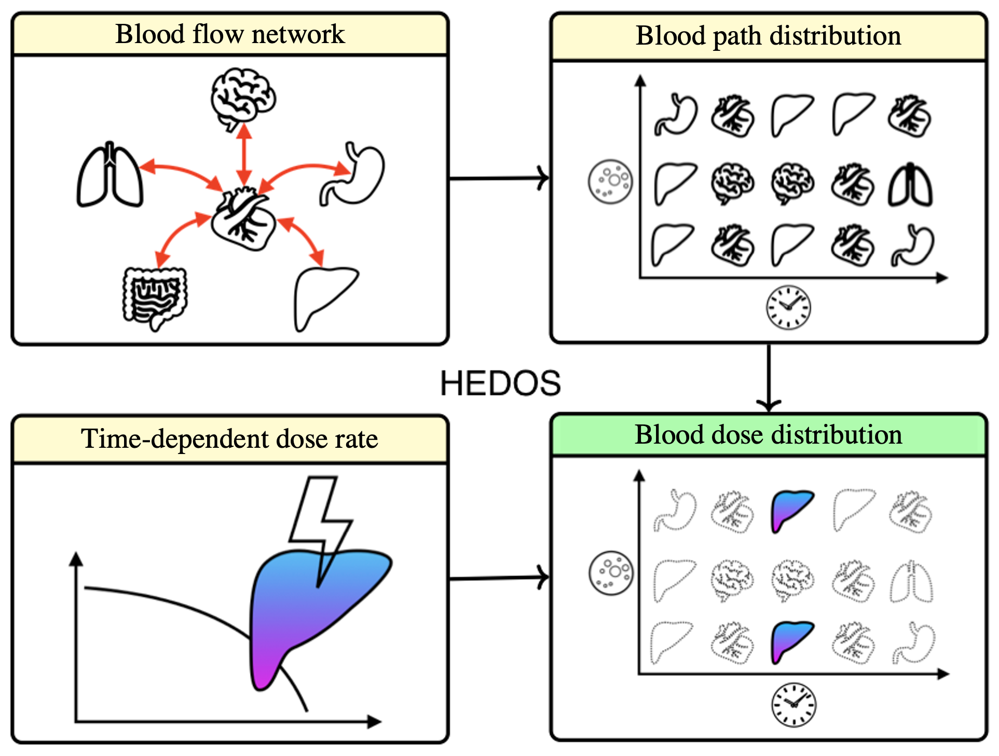 Blood flow network
Blood path distribution
HEDOS
Time-dependent dose rate
Blood dose distribution